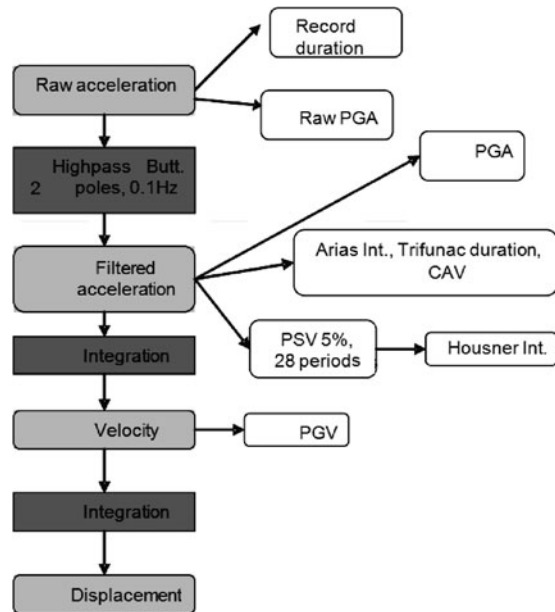 Record
duration
Raw acceleration
Raw PGA
Highpass Butt.
2 poles, 0.1Hz
PGA
Filtered
acceleration
Arias Int., Trifunac duration,
CAV
PSV 5%,
28 periods
Housner Int.
Integration
Velocity
PGV
Integration
Displacement